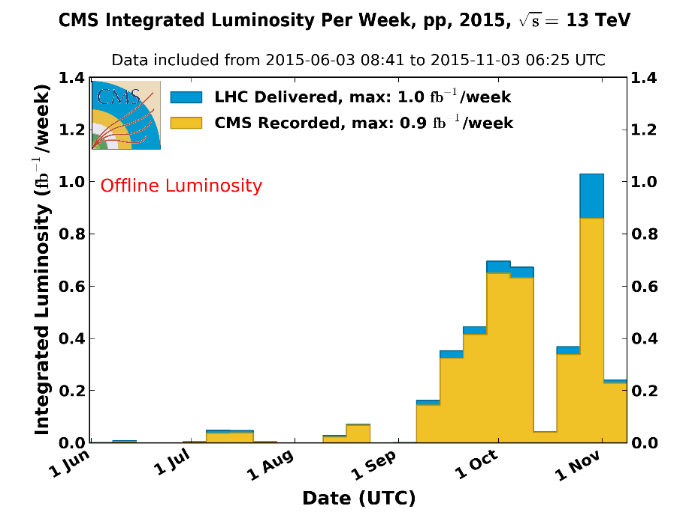 CMS Integrated Luminosity Per Week, pp, 2015, √s = 13 TeV
Data included from 2015-06-03 08:41 to 2015-11-03 06:25 UTC
CMS
LHC Delivered, max: 1.0 fb⁻¹/week
CMS Recorded, max: 0.9 fb⁻¹/week
Offline Luminosity
Integrated Luminosity (fb⁻¹/week)
1.4 1.4
1.2 1.2
1.0 1.0
0.8 0.8
0.6 0.6
0.4 0.4
0.2 0.2
0.0 0.0
1 Jun 1 Jul 1 Aug 1 Sep 1 Oct 1 Nov
Date (UTC)